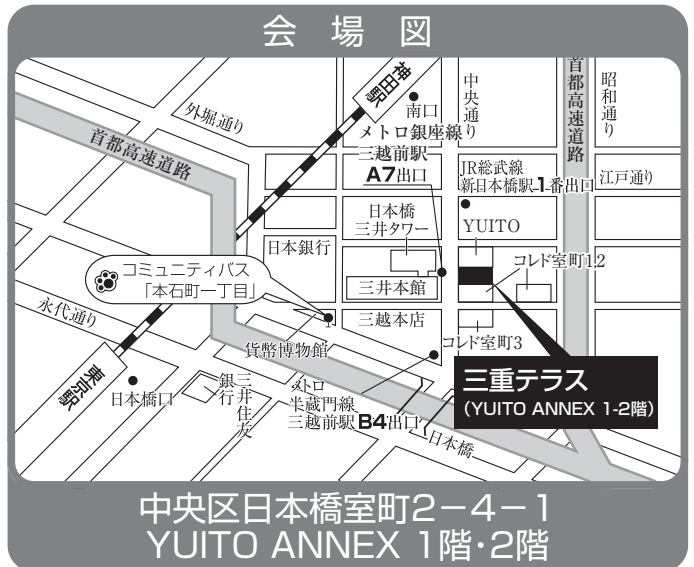 会場図
神田駅
南口
中央通り
首都高速道路
昭和通り
外堀通り
首都高速道路
メトロ銀座線
三越前駅
A7出口
JR総武線
新日本橋駅1番出口
江戸通り
日本橋
三井タワー
YUITO
日本銀行
コレド室町1.2
コミュニティバス
「本石町一丁目」
三井本館
永代通り
三越本店
コレド室町3
貨幣博物館
三重テラス
(YUITO ANNEX 1-2階)
東京駅
日本橋口
三井住友
銀行
メトロ
半蔵門線
三越前駅B4出口
日本橋
中央区日本橋室町2−4−1
YUITO ANNEX 1階・2階